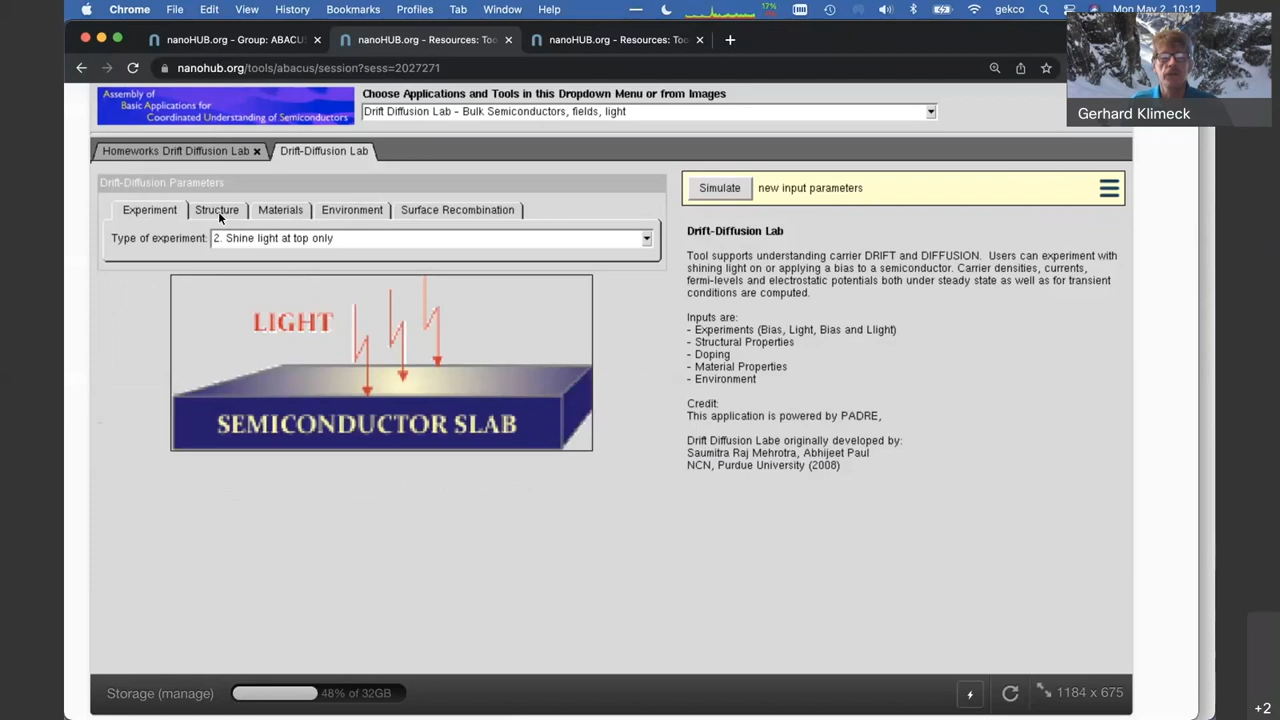 Chrome File Edit View History Bookmarks Profiles Tab Window Help 17% gekco Mon May 2 10:12
nanoHUB.org - Group: ABACU
nanoHUB.org - Resources: Too
nanoHUB.org - Resources: Too
nanohub.org/tools/abacus/session?sess=2027271
Gerhard Klimeck
Assembly of
Basic Applications for
Coordinated Understanding of Semiconductors
Choose Applications and Tools in this Dropdown Menu or from Images
Drift Diffusion Lab - Bulk Semiconductors, fields, light
Homeworks Drift Diffusion Lab
Drift-Diffusion Lab
Drift-Diffusion Parameters
Experiment Structure Materials Environment Surface Recombination
Type of experiment: 2. Shine light at top only
LIGHT
SEMICONDUCTOR SLAB
Simulate new input parameters
Drift-Diffusion Lab
Tool supports understanding carrier DRIFT and DIFFUSION. Users can experiment with
shining light on or applying a bias to a semiconductor. Carrier densities, currents,
fermi-levels and electrostatic potentials both under steady state as well as for transient
conditions are computed.
Inputs are:
- Experiments (Bias, Light, Bias and Llight)
- Structural Properties
- Doping
- Material Properties
- Environment
Credit:
This application is powered by PADRE,
Drift Diffusion Labe originally developed by:
Saumitra Raj Mehrotra, Abhijeet Paul
NCN, Purdue University (2008)
Storage (manage) 48% of 32GB 1184 x 675
+2